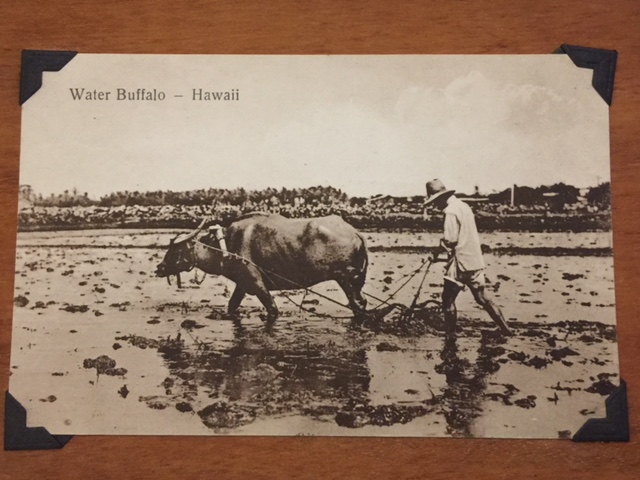 Water Buffalo – Hawaii